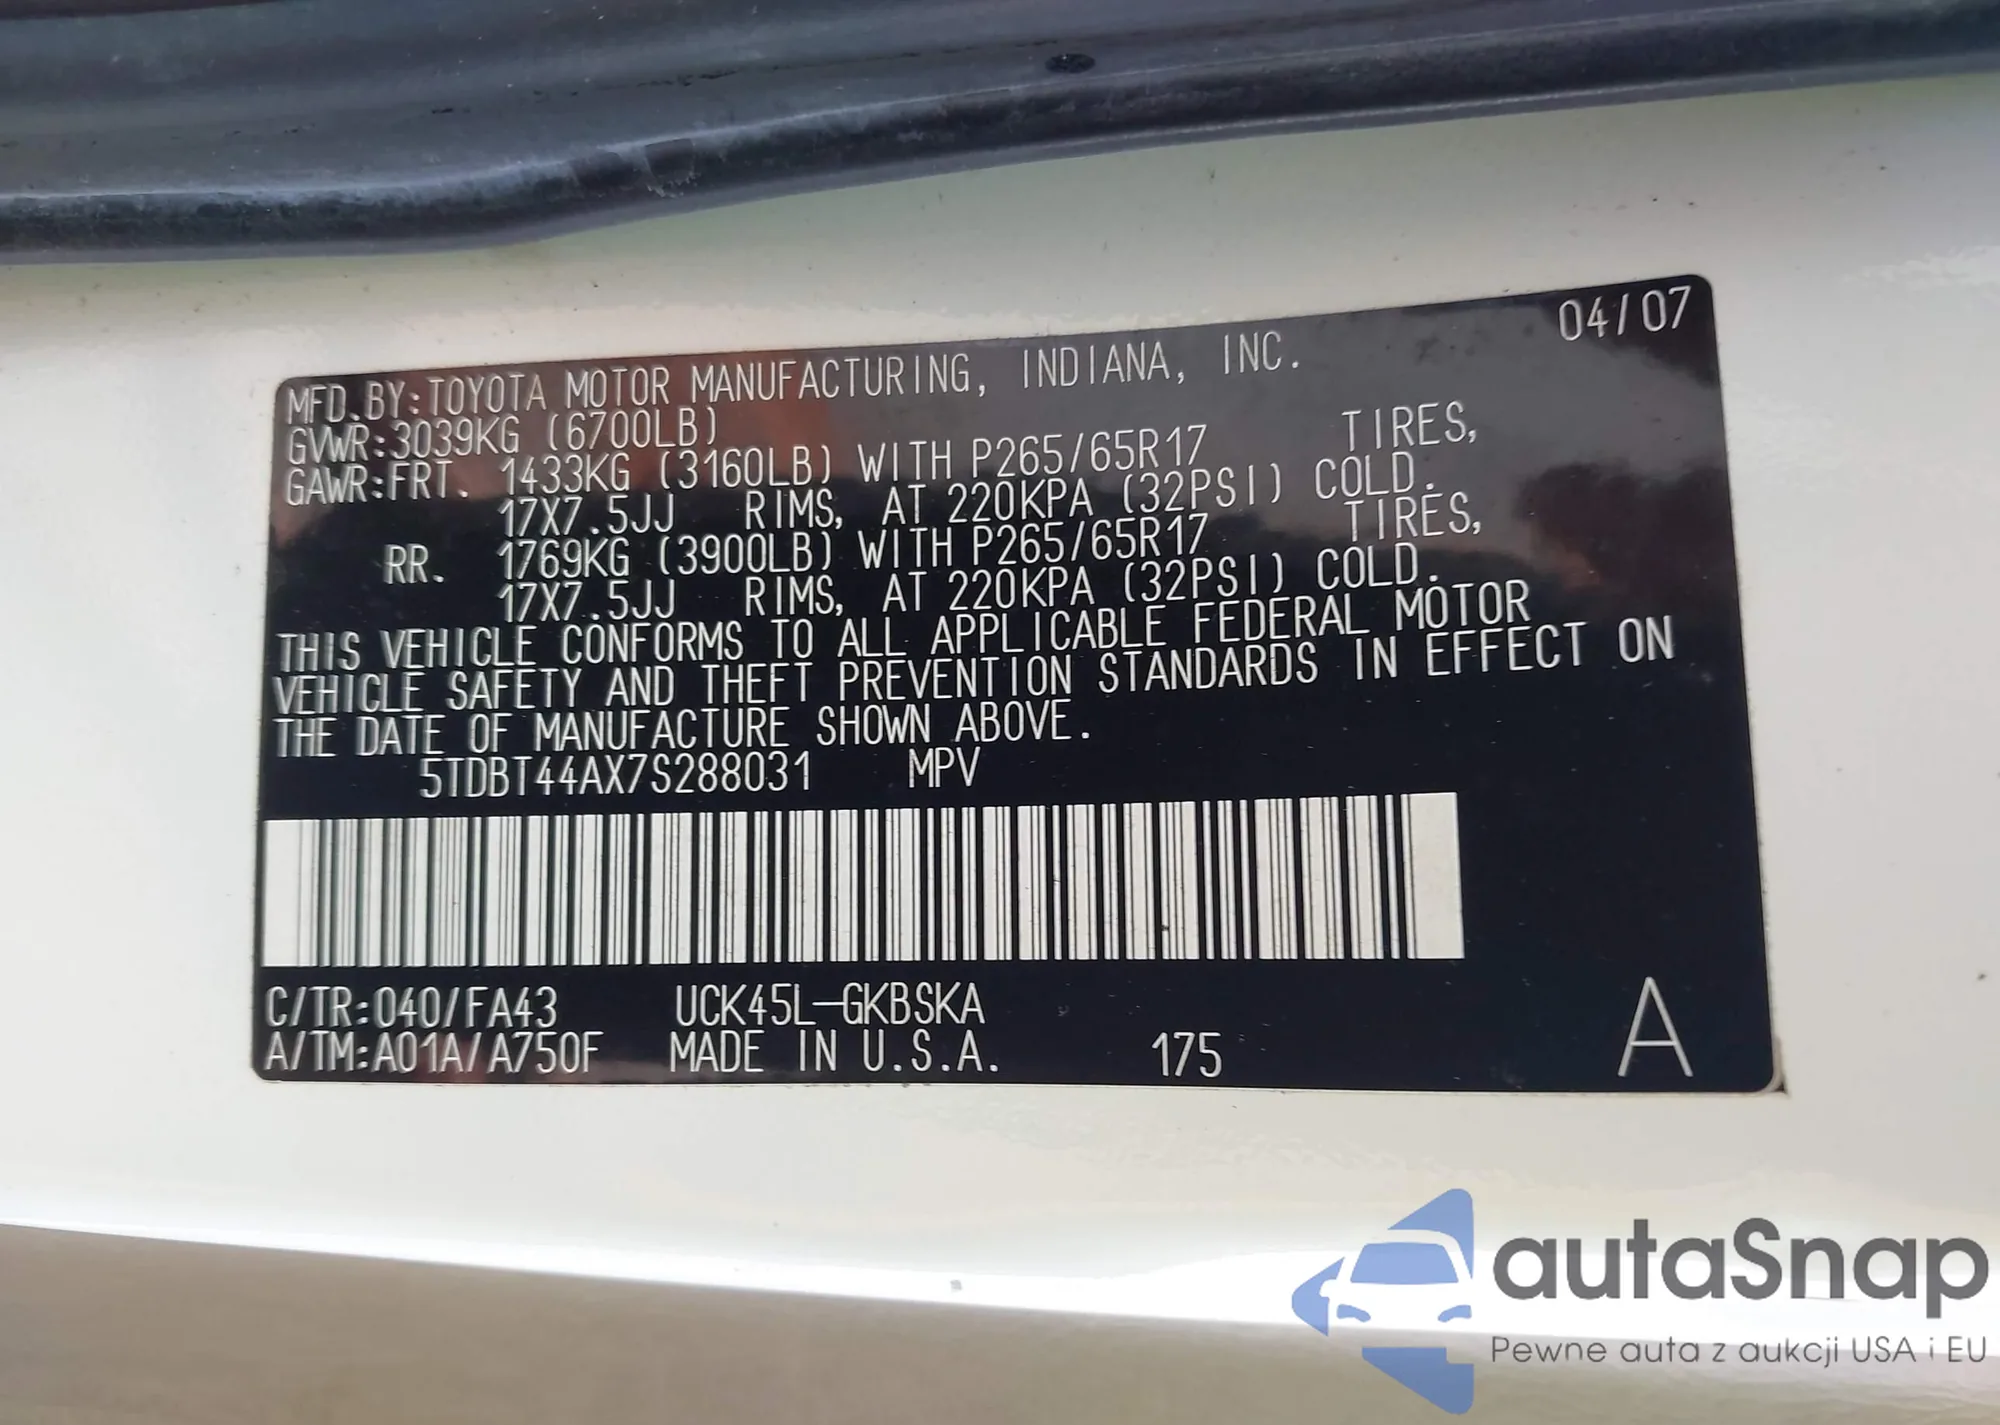 04/07
MFD.BY:TOYOTA MOTOR MANUFACTURING, INDIANA, INC.
GVWR:3039KG (6700LB)
GAWR:FRT. 1433KG (3160LB) WITH P265/65R17 TIRES,
17X7.5JJ RIMS, AT 220KPA (32PSI) COLD.
RR. 1769KG (3900LB) WITH P265/65R17 TIRES,
17X7.5JJ RIMS, AT 220KPA (32PSI) COLD.
THIS VEHICLE CONFORMS TO ALL APPLICABLE FEDERAL MOTOR
VEHICLE SAFETY AND THEFT PREVENTION STANDARDS IN EFFECT ON
THE DATE OF MANUFACTURE SHOWN ABOVE.
5TDBT44AX7S288031 MPV
C/TR:040/FA43 UCK45L-GKBSKA
A/TM:A01A/A750F MADE IN U.S.A. 175 A
autaSnap
Pewne auta z aukcji USA i EU